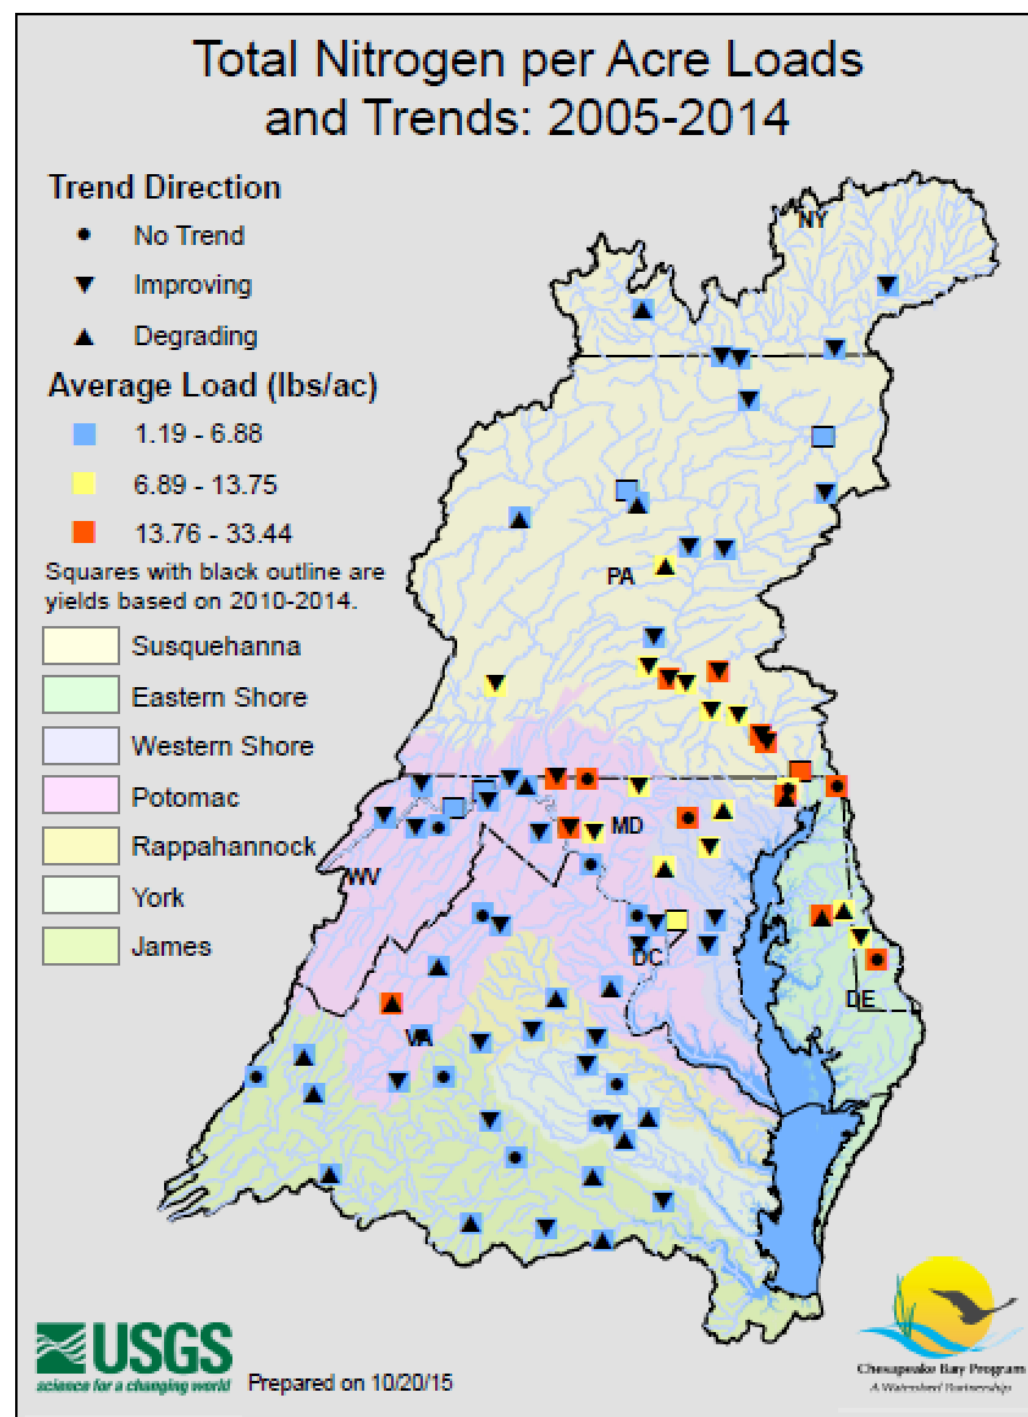 Total Nitrogen per Acre Loads
and Trends: 2005-2014
Trend Direction
No Trend
Improving
Degrading
Average Load (lbs/ac)
1.19 - 6.88
6.89 - 13.75
13.76 - 33.44
Squares with black outline are
yields based on 2010-2014.
Susquehanna
Eastern Shore
Western Shore
Potomac
Rappahannock
York
James
NY
PA
MD
WV
DC
DE
VA
USGS
science for a changing world
Prepared on 10/20/15
Chesapeake Bay Program
A Watershed Partnership